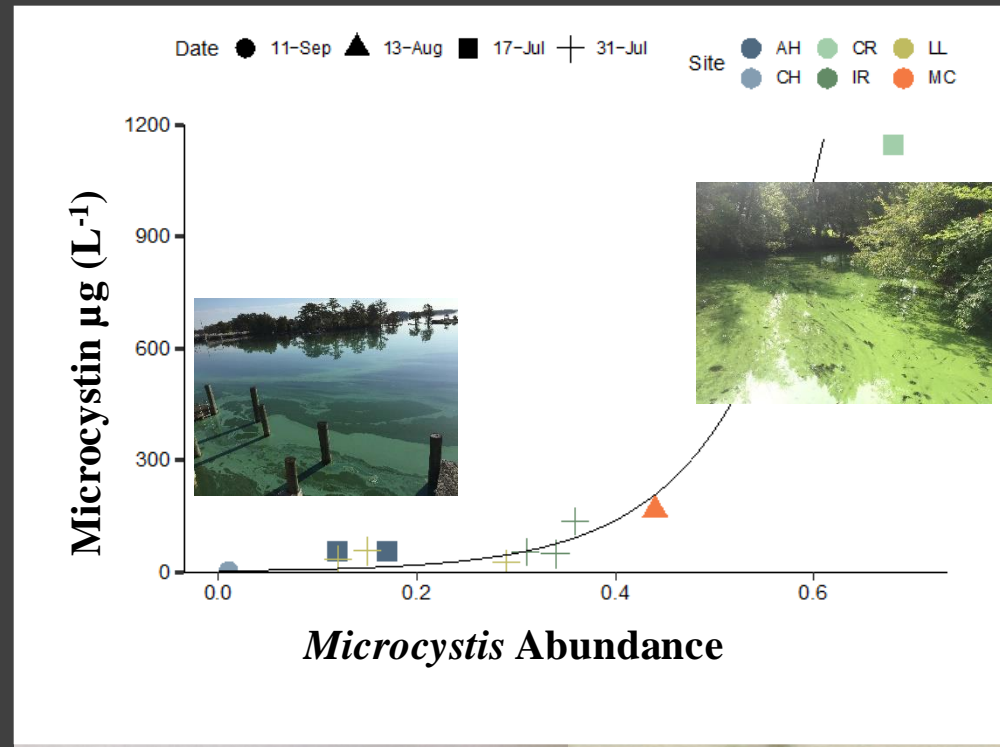 Date 11−Sep 13−Aug 17−Jul 31−Jul
Site AH CR LL
CH IR MC
1200
900
600
300
0
Microcystin µg (L-1)
0.0 0.2 0.4 0.6
Microcystis Abundance